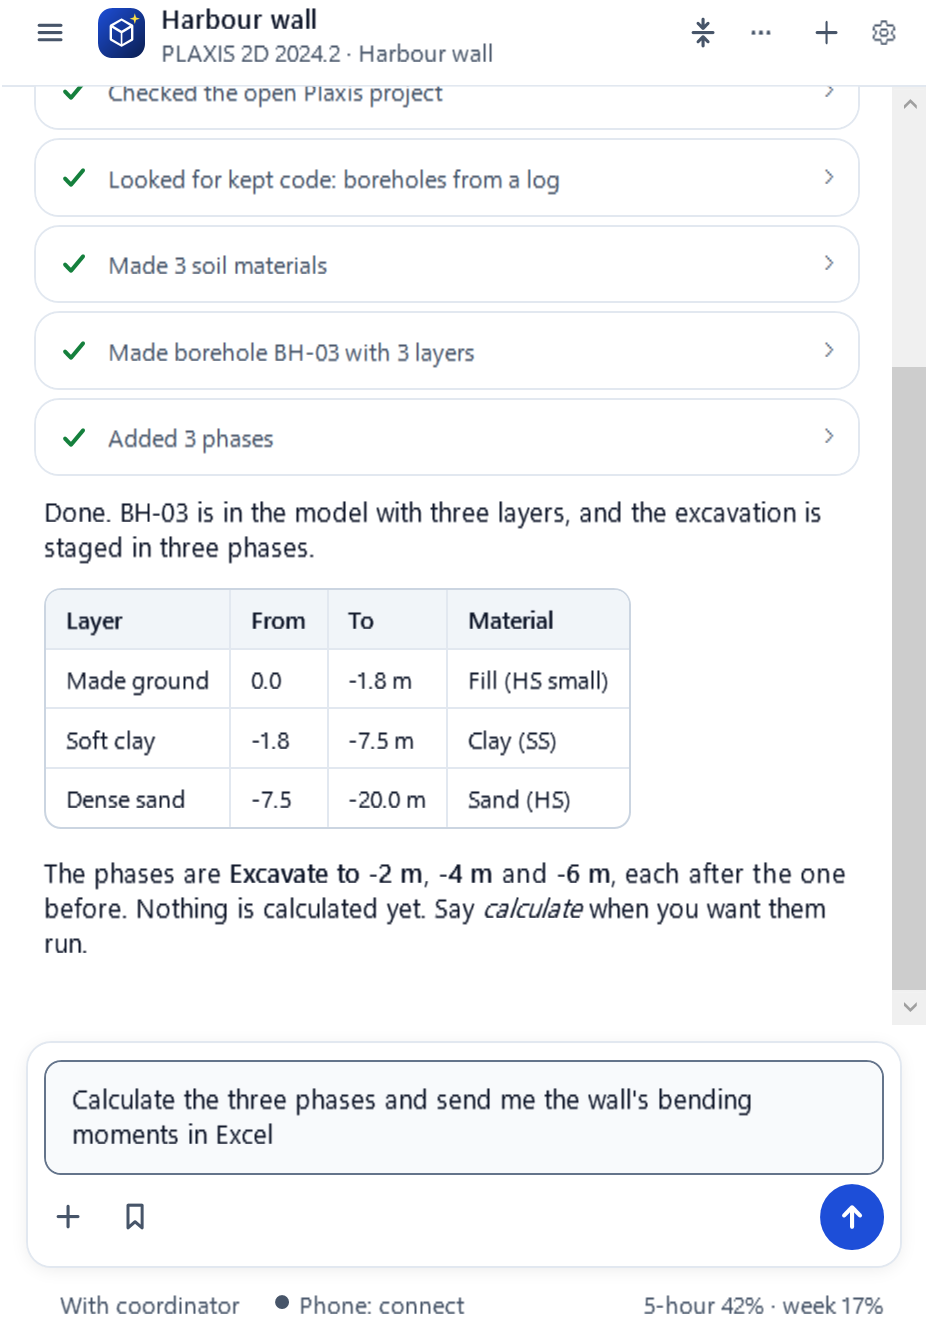 Harbour wall
PLAXIS 2D 2024.2 · Harbour wall
Checked the open Plaxis project
Looked for kept code: boreholes from a log
Made 3 soil materials
Made borehole BH-03 with 3 layers
Added 3 phases
Done. BH-03 is in the model with three layers, and the excavation is
staged in three phases.
Layer From To Material
Made ground 0.0 -1.8 m Fill (HS small)
Soft clay -1.8 -7.5 m Clay (SS)
Dense sand -7.5 -20.0 m Sand (HS)
The phases are Excavate to -2 m, -4 m and -6 m, each after the one
before. Nothing is calculated yet. Say calculate when you want them
run.
Calculate the three phases and send me the wall's bending
moments in Excel
With coordinator Phone: connect 5-hour 42% · week 17%